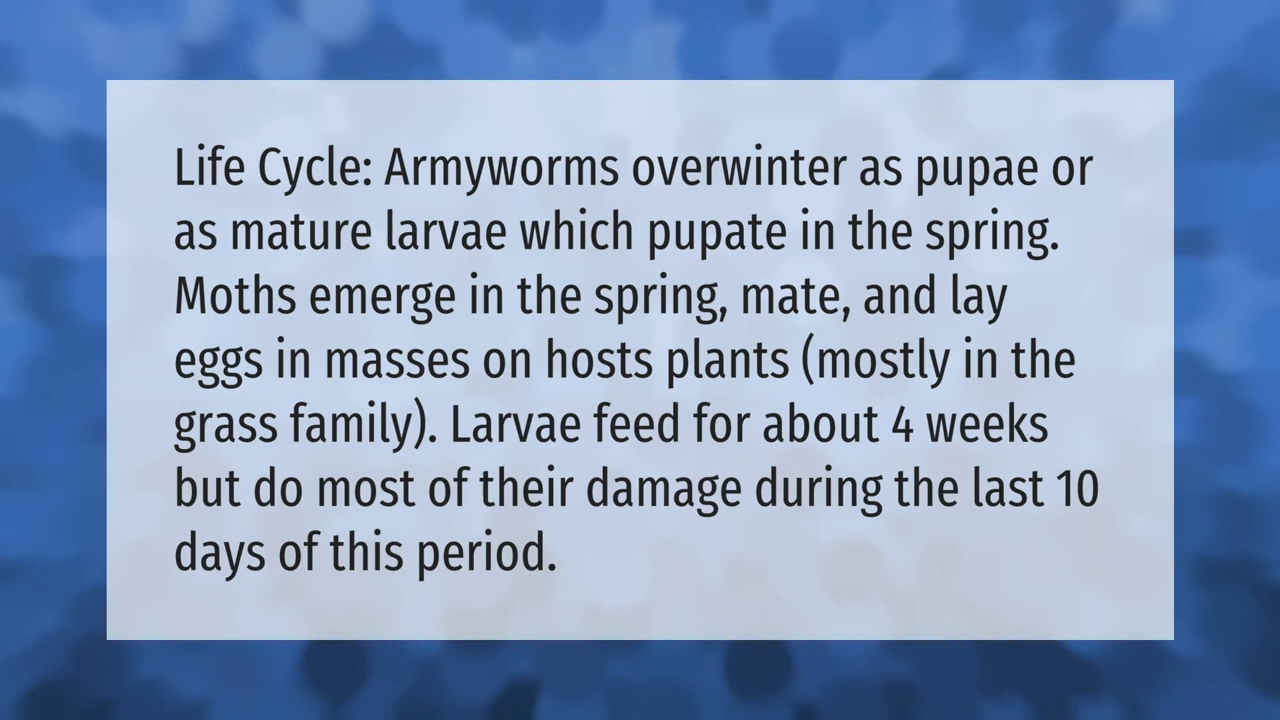 Life Cycle: Armyworms overwinter as pupae or
as mature larvae which pupate in the spring.
Moths emerge in the spring, mate, and lay
eggs in masses on hosts plants (mostly in the
grass family). Larvae feed for about 4 weeks
but do most of their damage during the last 10
days of this period.